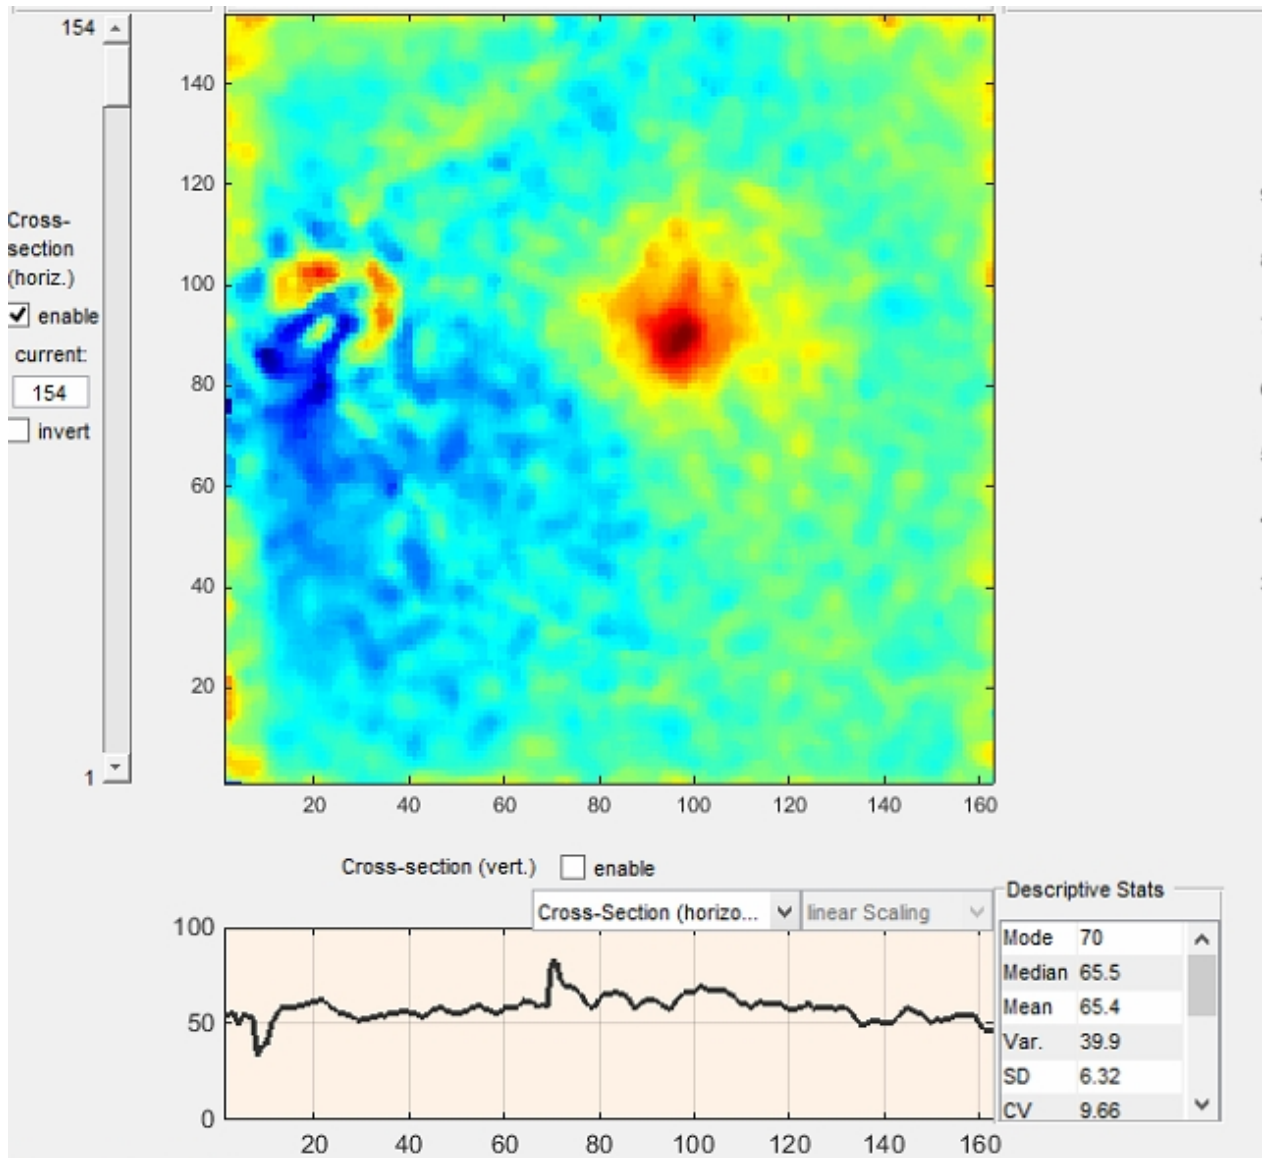 154
Cross-
section
(horiz.)
enable
current:
154
invert
1
140
120
100
80
60
40
20
20 40 60 80 100 120 140 160
Cross-section (vert.) enable
Cross-Section (horizo... linear Scaling
100
50
0
20 40 60 80 100 120 140 160
Descriptive Stats
Mode 70
Median 65.5
Mean 65.4
Var. 39.9
SD 6.32
CV 9.66